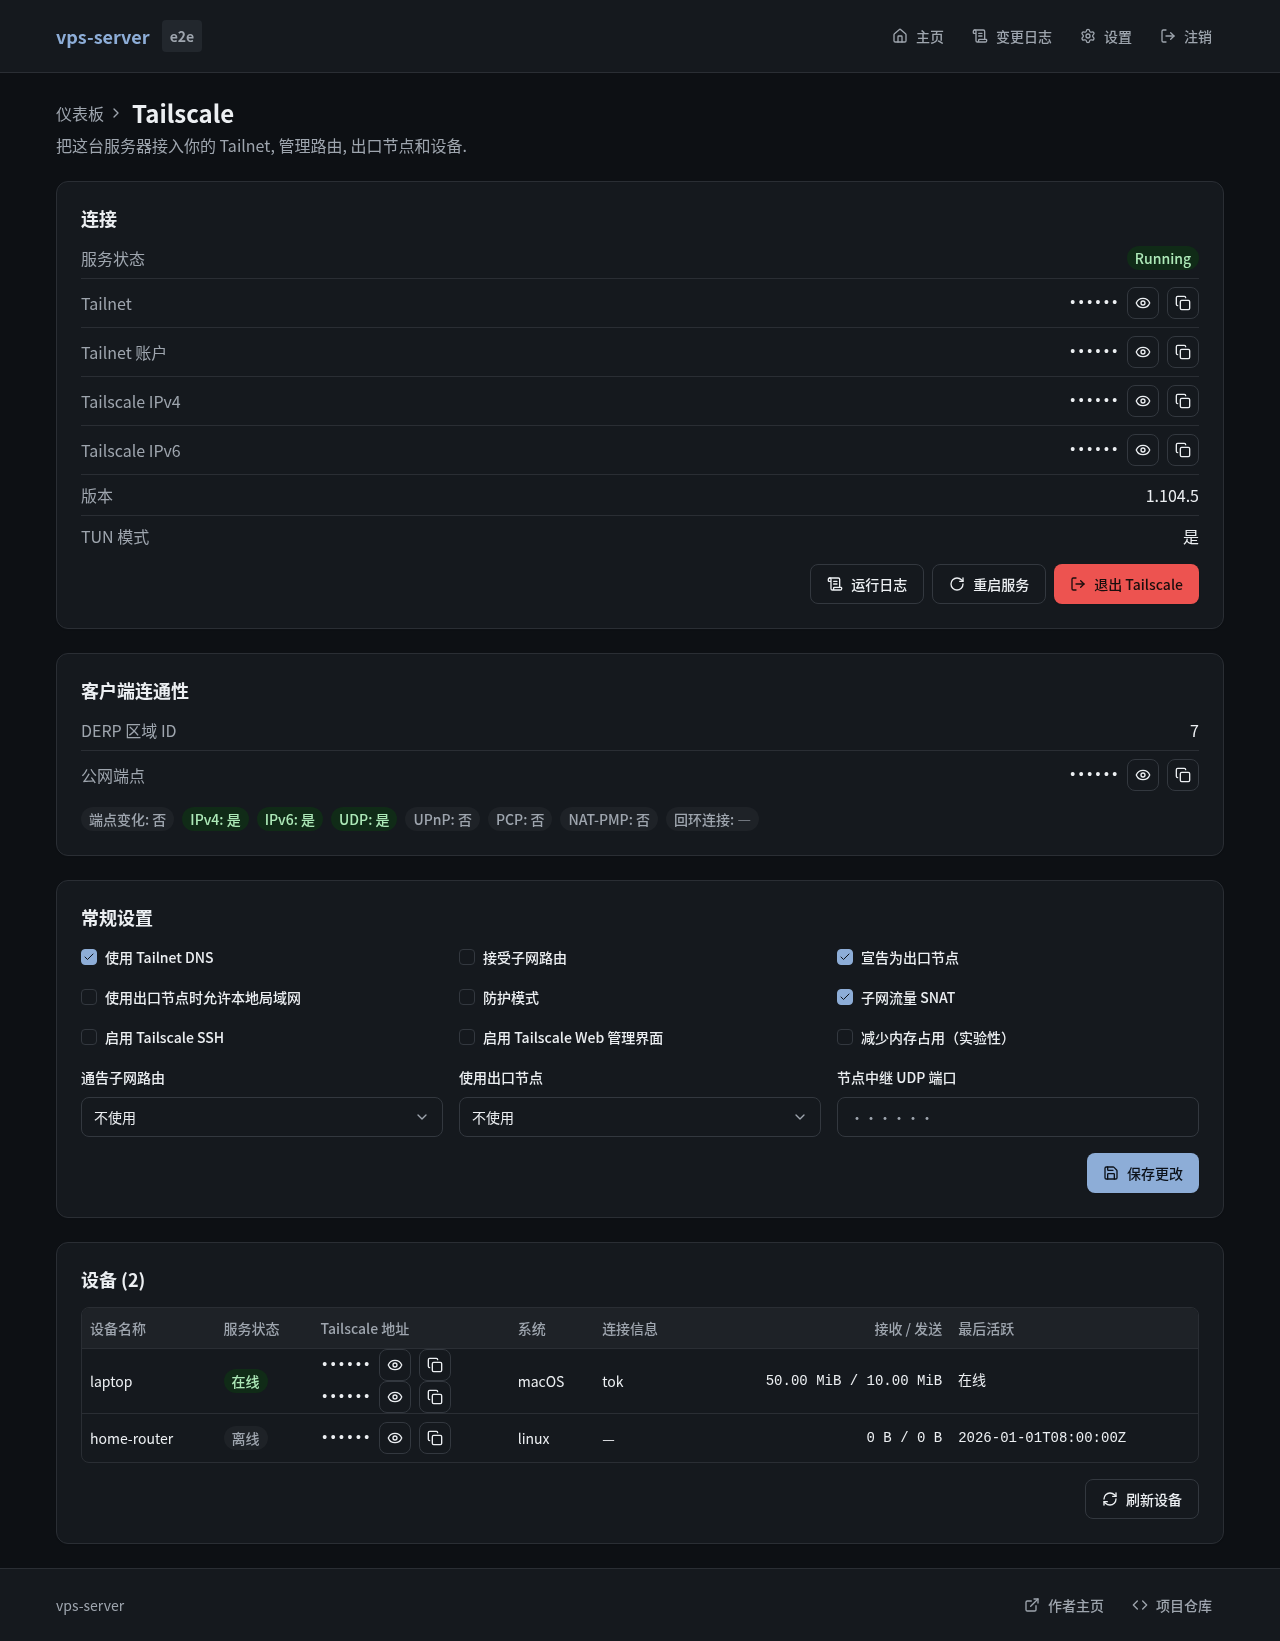 vps-server e2e 主页 变更日志 设置 注销
仪表板 Tailscale
把这台服务器接入你的 Tailnet, 管理路由, 出口节点和设备.
连接
服务状态 Running
Tailnet ••••••
Tailnet 账户 ••••••
Tailscale IPv4 ••••••
Tailscale IPv6 ••••••
版本 1.104.5
TUN 模式 是
运行日志 重启服务 退出 Tailscale
客户端连通性
DERP 区域 ID 7
公网端点 ••••••
端点变化: 否 IPv4: 是 IPv6: 是 UDP: 是 UPnP: 否 PCP: 否 NAT-PMP: 否 回环连接: —
常规设置
使用 Tailnet DNS 接受子网路由 宣告为出口节点
使用出口节点时允许本地局域网 防护模式 子网流量 SNAT
启用 Tailscale SSH 启用 Tailscale Web 管理界面 减少内存占用（实验性）
通告子网路由 使用出口节点 节点中继 UDP 端口
不使用 不使用 ••••••
保存更改
设备 (2)
设备名称 服务状态 Tailscale 地址 系统 连接信息 接收 / 发送 最后活跃
••••••
laptop 在线 macOS tok 50.00 MiB / 10.00 MiB 在线
••••••
home-router 离线 •••••• linux — 0 B / 0 B 2026-01-01T08:00:00Z
刷新设备
vps-server 作者主页 项目仓库